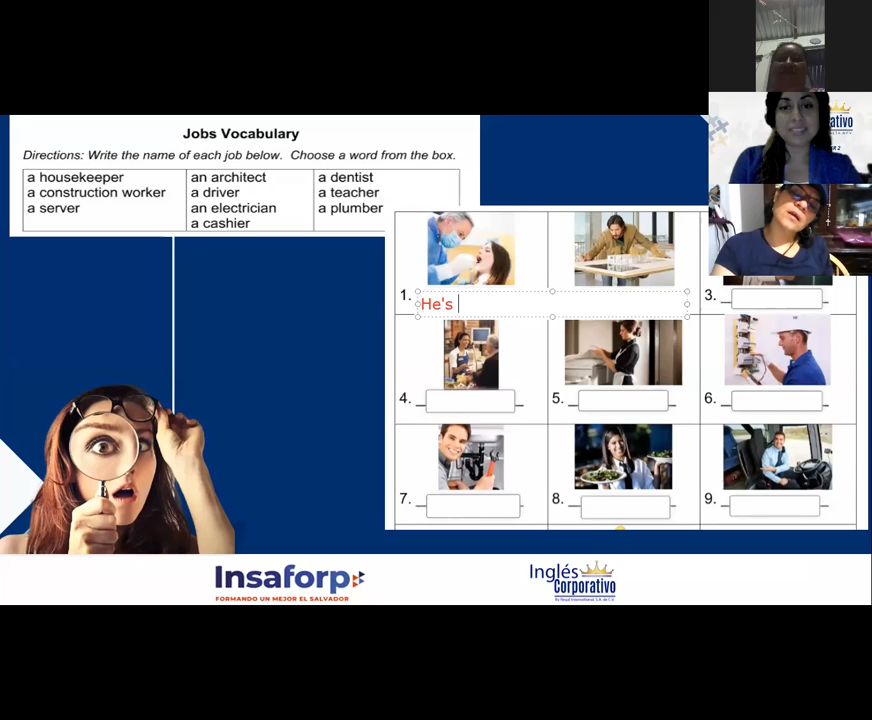 Jobs Vocabulary
Directions: Write the name of each job below. Choose a word from the box.
a housekeeper
a construction worker
a server
an architect
a driver
an electrician
a cashier
a dentist
a teacher
a plumber
1. He's
3.
4.
5.
6.
7.
8.
9.
Insaforp
FORMANDO UN MEJOR EL SALVADOR
Inglés
Corporativo